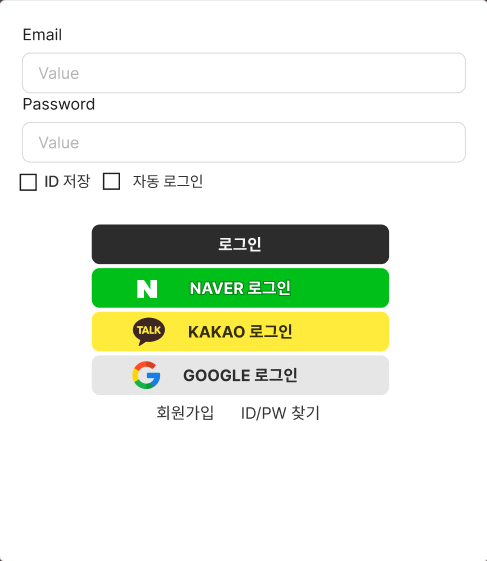 Email
Value
Password
Value
ID 저장 자동 로그인
로그인
N NAVER 로그인
TALK KAKAO 로그인
G GOOGLE 로그인
회원가입 ID/PW 찾기